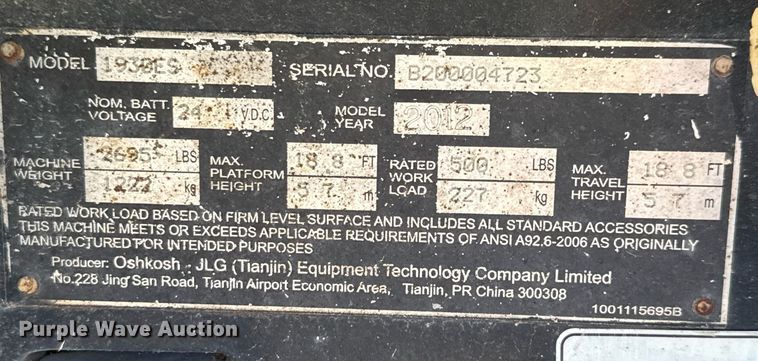 MODEL 1930ES SERIAL NO. B200004723
NOM. BATT. VOLTAGE 24 V.D.C. MODEL YEAR 2012
MACHINE WEIGHT 2695 LBS 1222 kg MAX. PLATFORM HEIGHT 18.8 FT 5.7 m RATED WORK LOAD 500 LBS 227 kg MAX. TRAVEL HEIGHT 18.8 FT 5.7 m
RATED WORK LOAD BASED ON FIRM LEVEL SURFACE AND INCLUDES ALL STANDARD ACCESSORIES
THIS MACHINE MEETS OR EXCEEDS APPLICABLE REQUIREMENTS OF ANSI A92.6-2006 AS ORIGINALLY
MANUFACTURED FOR INTENDED PURPOSES
Producer: Oshkosh - JLG (Tianjin) Equipment Technology Company Limited
No.228 Jing San Road, Tianjin Airport Economic Area, Tianjin, PR China 300308
1001115695B
Purple Wave Auction